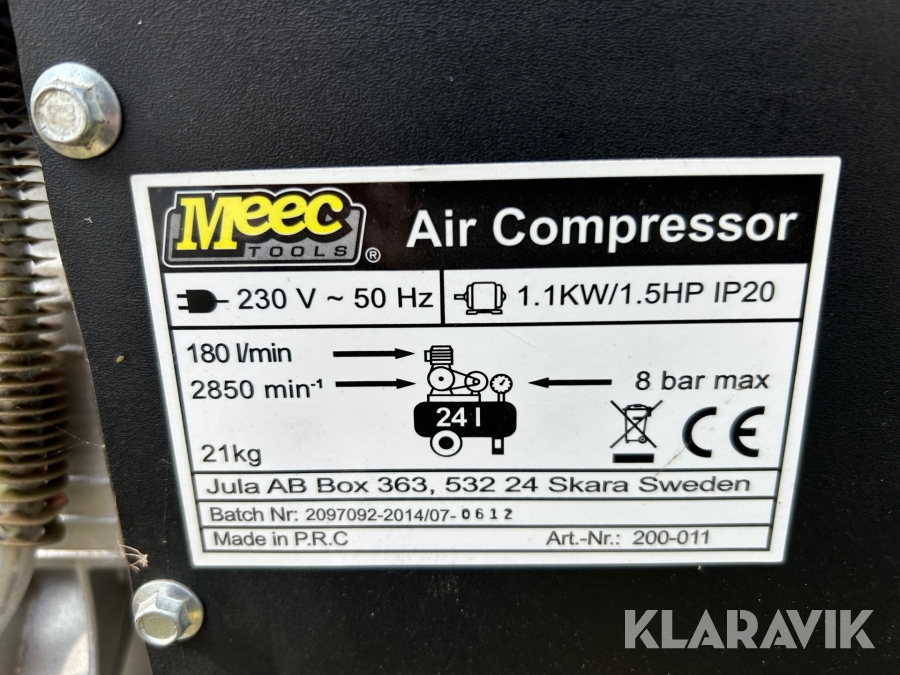 Meec TOOLS ® Air Compressor
230 V ~ 50 Hz 1.1KW/1.5HP IP20
180 l/min
2850 min⁻¹ 8 bar max
24 l
21kg CE
Jula AB Box 363, 532 24 Skara Sweden
Batch Nr: 2097092-2014/07-0612
Made in P.R.C Art.-Nr.: 200-011
KLARAVIK